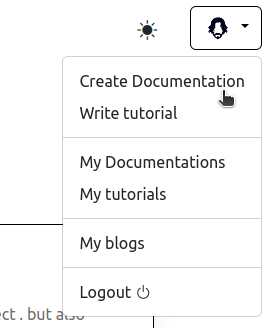 Create Documentation
Write tutorial
My Documentations
My tutorials
My blogs
Logout
ect . but also